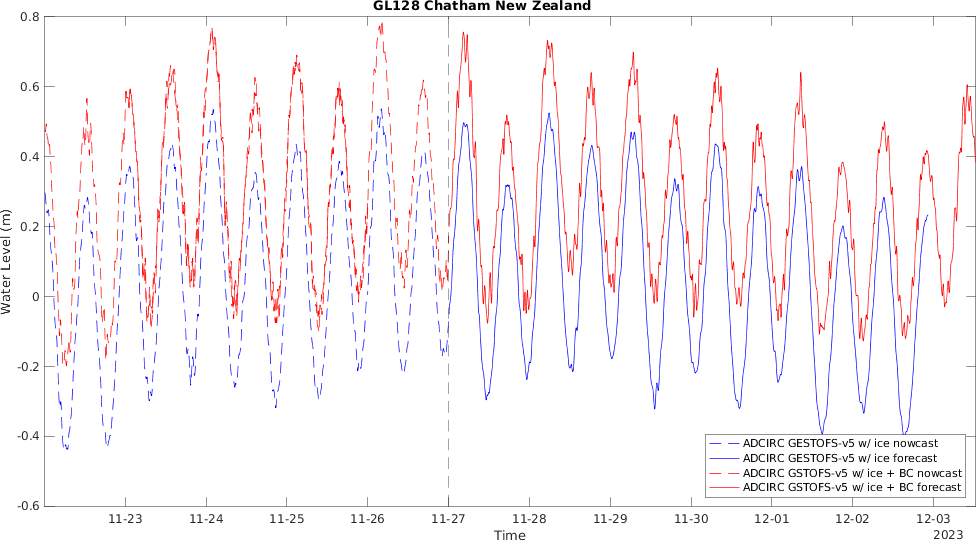 GL128 Chatham New Zealand
Water Level (m)
0.8
0.6
0.4
0.2
0
-0.2
-0.4
-0.6
ADCIRC GESTOFS-v5 w/ ice nowcast
ADCIRC GESTOFS-v5 w/ ice forecast
ADCIRC GSTOFS-v5 w/ ice + BC nowcast
ADCIRC GSTOFS-v5 w/ ice + BC forecast
11-23 11-24 11-25 11-26 11-27 11-28 11-29 11-30 12-01 12-02 12-03
Time
2023